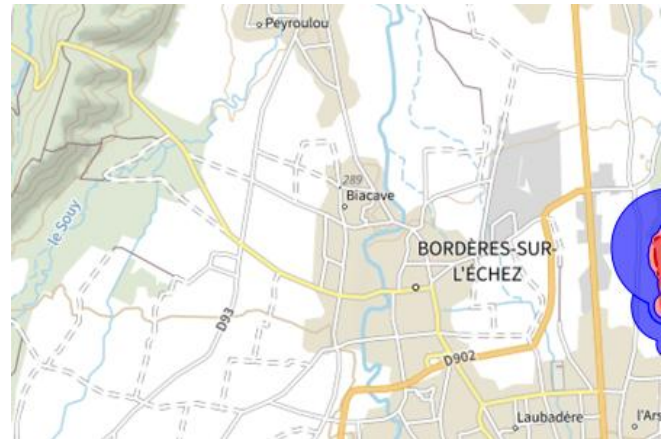 Peyroulou
289
Biacave
le Souy
BORDÈRES-SUR-
L'ÉCHEZ
D93
D902
Laubadère
l'Ars